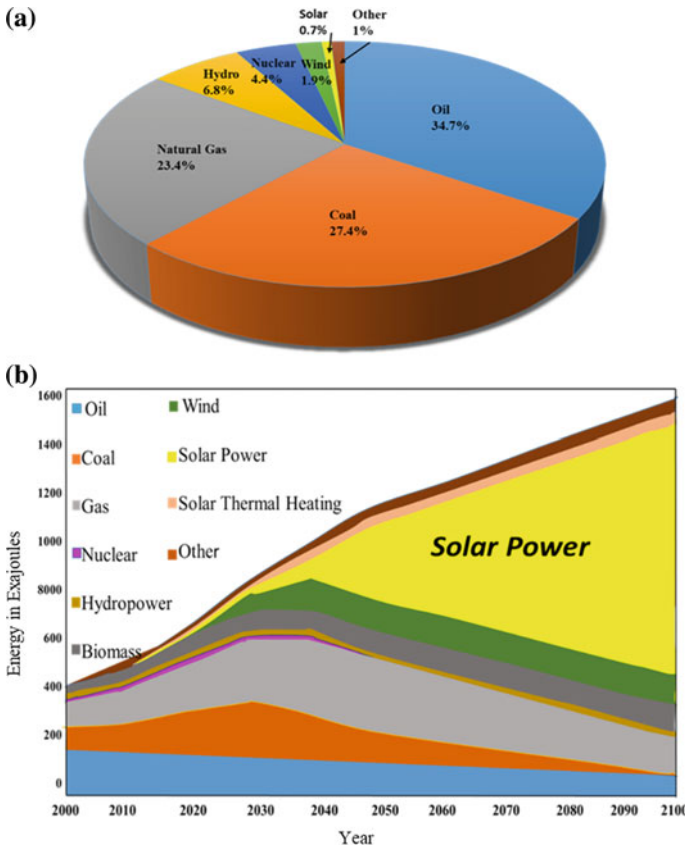 (a)
Solar
0.7%
Other
1%
Wind
1.9%
Nuclear
4.4%
Hydro
6.8%
Natural Gas
23.4%
Oil
34.7%
Coal
27.4%
(b)
Energy in Exajoules
1600
1400
1200
1000
8000
600
400
200
0
Oil
Coal
Gas
Nuclear
Hydropower
Biomass
Wind
Solar Power
Solar Thermal Heating
Other
Solar Power
2000 2010 2020 2030 2040 2050 2060 2070 2080 2090 2100
Year